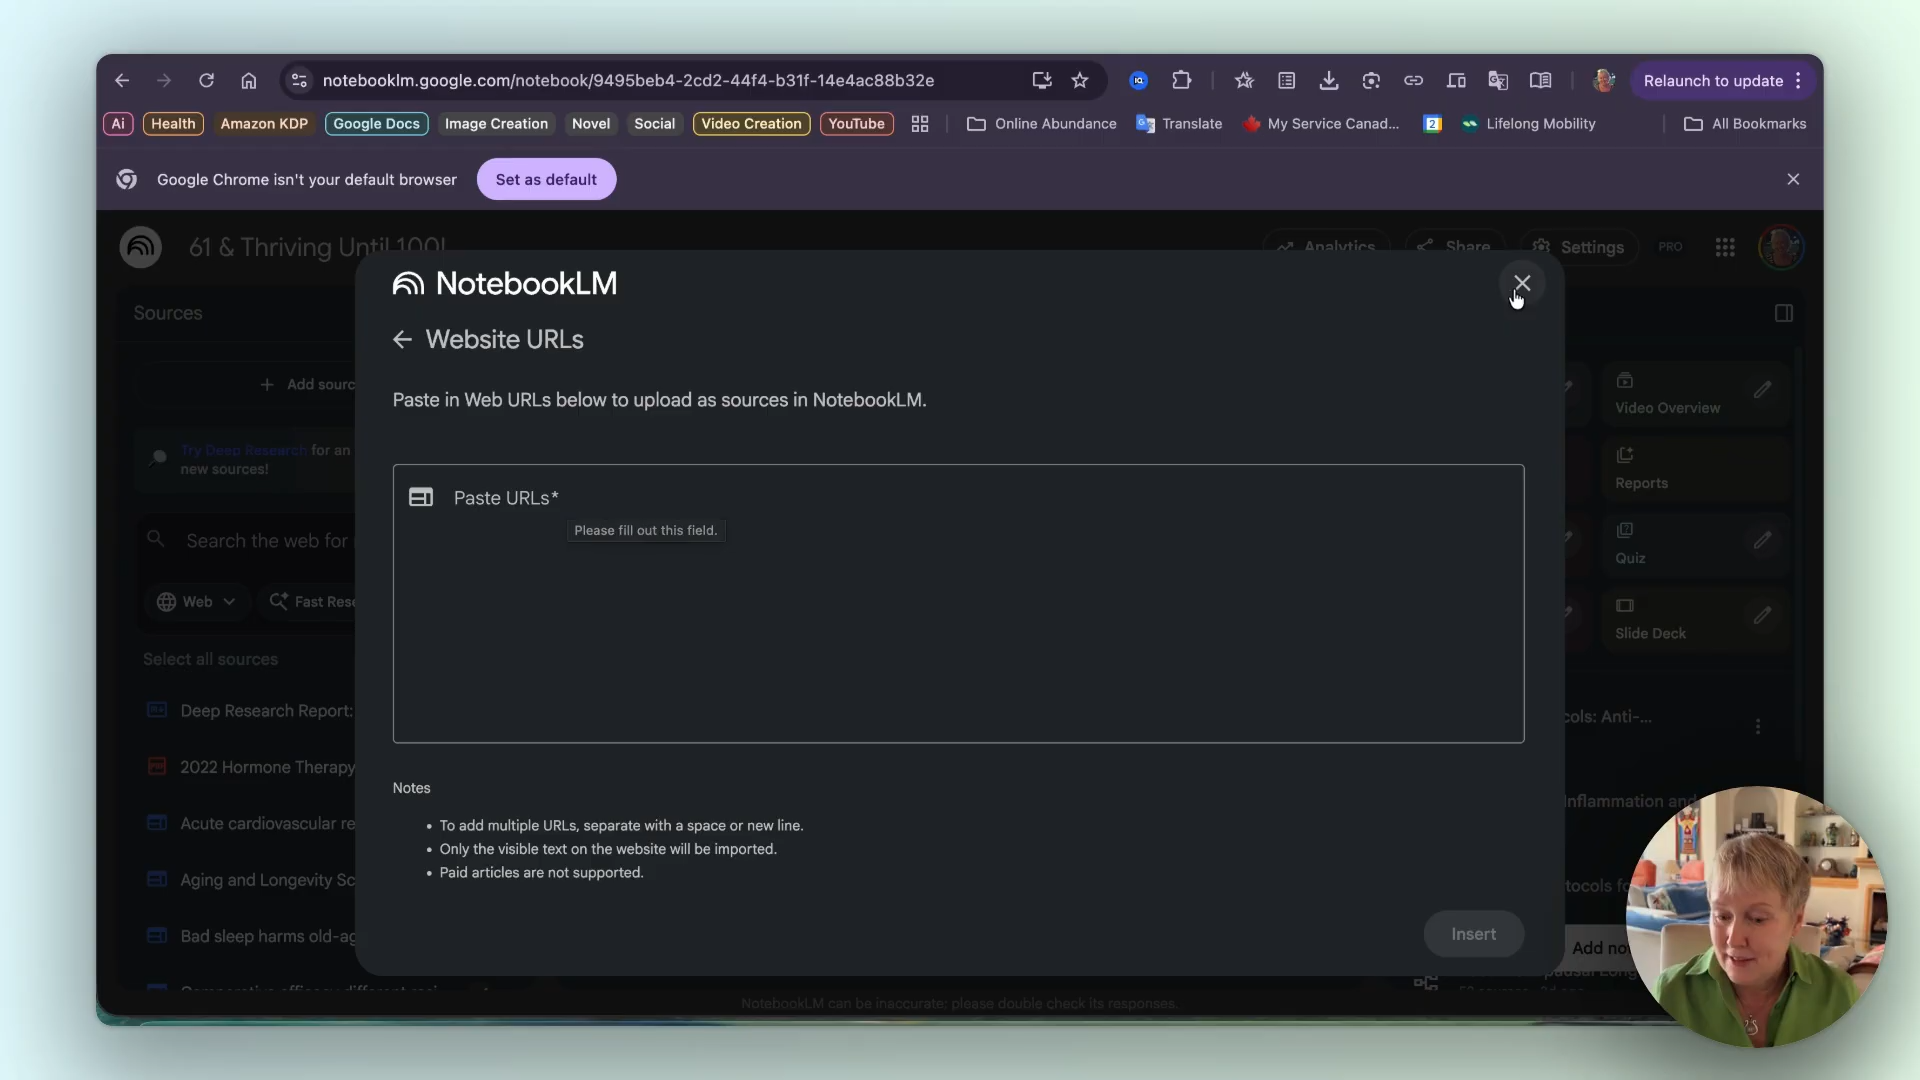 notebooklm.google.com/notebook/9495beb4-2cd2-44f4-b31f-14e4ac88b32e
Relaunch to update
Ai Health Amazon KDP Google Docs Image Creation Novel Social Video Creation YouTube Online Abundance Translate My Service Canad... 2 Lifelong Mobility All Bookmarks
Google Chrome isn't your default browser Set as default
61 & Thriving Until 100! Analytics Share Settings PRO
NotebookLM
Sources
Website URLs
Add sourc
Paste in Web URLs below to upload as sources in NotebookLM.
Video Overview
Try Deep Research for an
new sources!
Reports
Paste URLs*
Please fill out this field.
Search the web for
Quiz
Web Fast Rese
Slide Deck
Select all sources
Deep Research Report:
cols: Anti-...
2022 Hormone Therapy
Notes
Acute cardiovascular re
• To add multiple URLs, separate with a space or new line.
nflammation and
• Only the visible text on the website will be imported.
• Paid articles are not supported.
Aging and Longevity Sc
tocols fo
Bad sleep harms old-ag
Insert
Add no
NotebookLM can be inaccurate; please double check its responses.